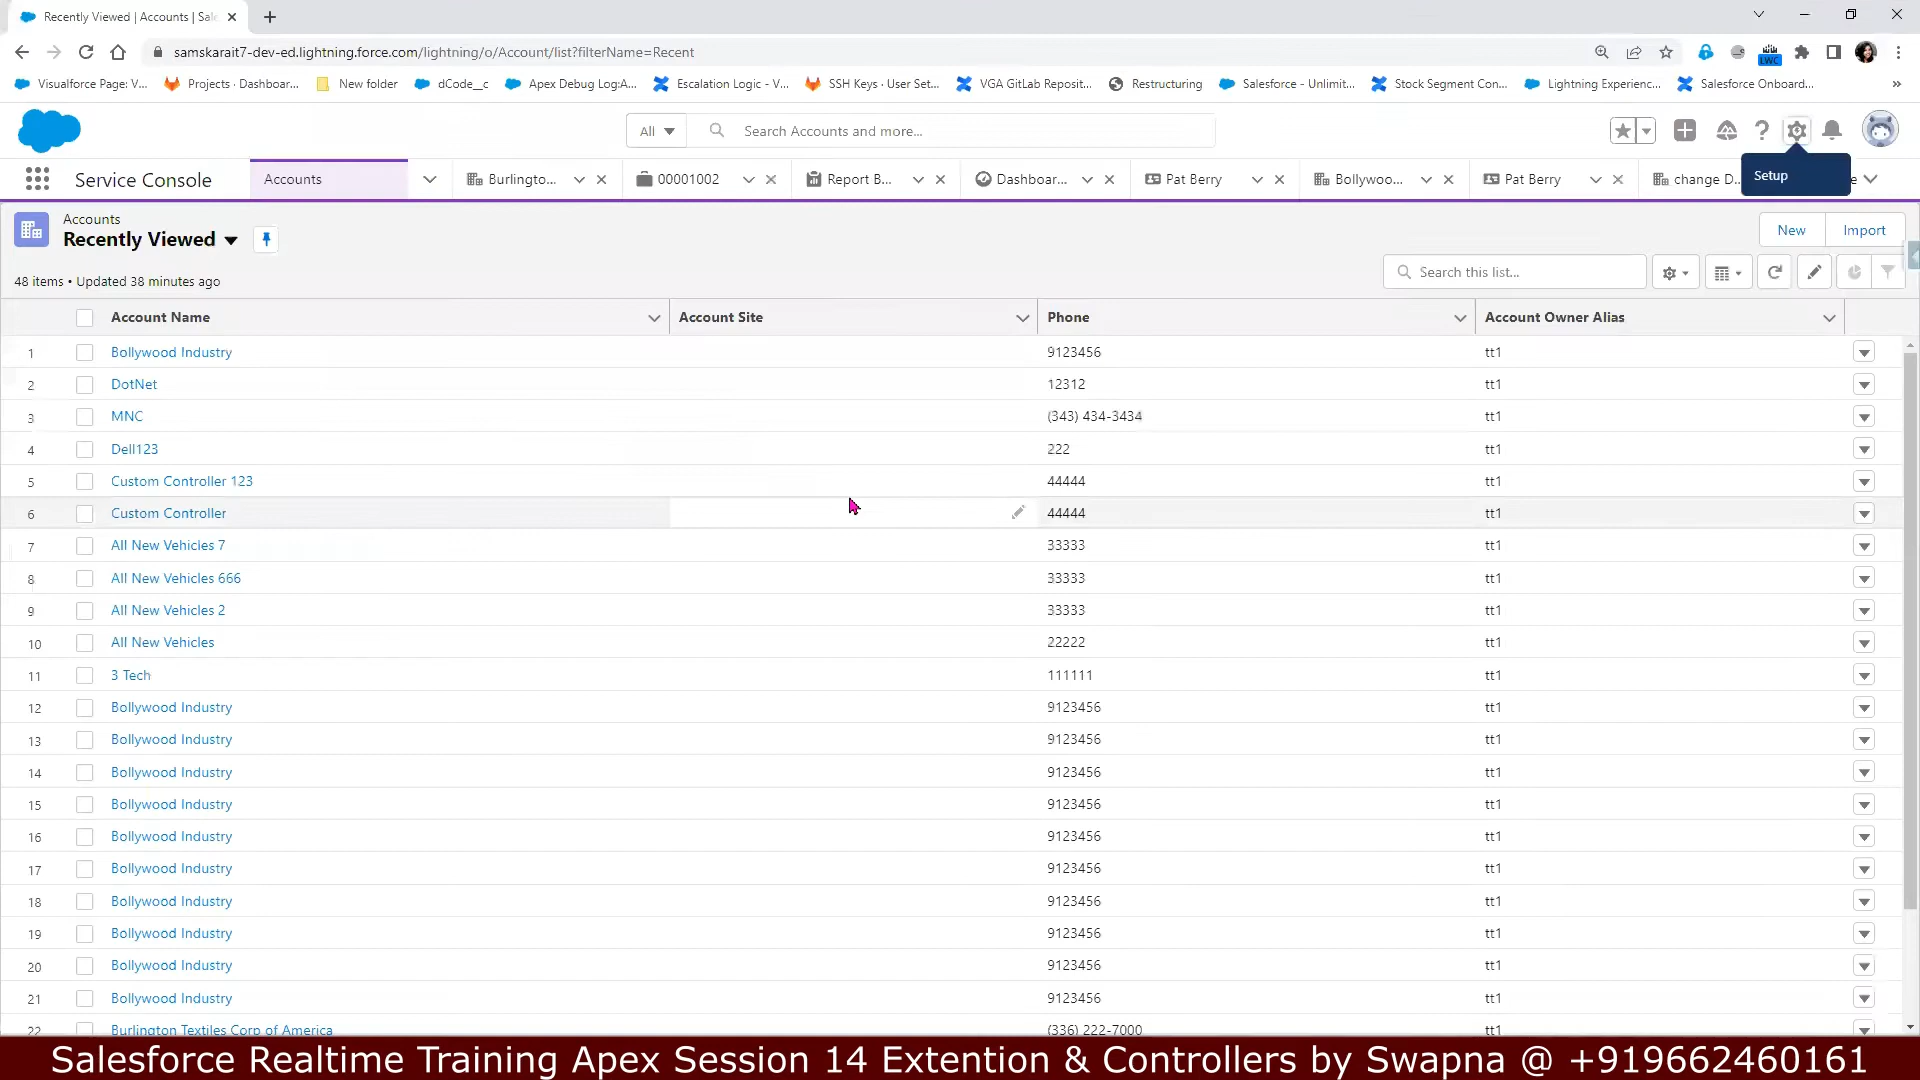 Recently Viewed | Accounts | Sale
samskarait7-dev-ed.lightning.force.com/lightning/o/Account/list?filterName=Recent
LWC
Visualforce Page: V... Projects · Dashboar... New folder dCode__c Apex Debug Log:A... Escalation Logic - V... SSH Keys · User Set... VGA GitLab Reposit... Restructuring Salesforce - Unlimit... Stock Segment Con... Lightning Experienc... Salesforce Onboard... »
All Search Accounts and more...
Service Console Accounts Burlingto... 00001002 Report B... Dashboar... Pat Berry Bollywoo... Pat Berry change D...
Setup
Accounts
Recently Viewed
New Import
48 items • Updated 38 minutes ago
Search this list...
Account Name Account Site Phone Account Owner Alias
1 Bollywood Industry 9123456 tt1
2 DotNet 12312 tt1
3 MNC (343) 434-3434 tt1
4 Dell123 222 tt1
5 Custom Controller 123 44444 tt1
6 Custom Controller 44444 tt1
7 All New Vehicles 7 33333 tt1
8 All New Vehicles 666 33333 tt1
9 All New Vehicles 2 33333 tt1
10 All New Vehicles 22222 tt1
11 3 Tech 111111 tt1
12 Bollywood Industry 9123456 tt1
13 Bollywood Industry 9123456 tt1
14 Bollywood Industry 9123456 tt1
15 Bollywood Industry 9123456 tt1
16 Bollywood Industry 9123456 tt1
17 Bollywood Industry 9123456 tt1
18 Bollywood Industry 9123456 tt1
19 Bollywood Industry 9123456 tt1
20 Bollywood Industry 9123456 tt1
21 Bollywood Industry 9123456 tt1
22 Burlington Textiles Corp of America (336) 222-7000 tt1
Salesforce Realtime Training Apex Session 14 Extention & Controllers by Swapna @ +919662460161